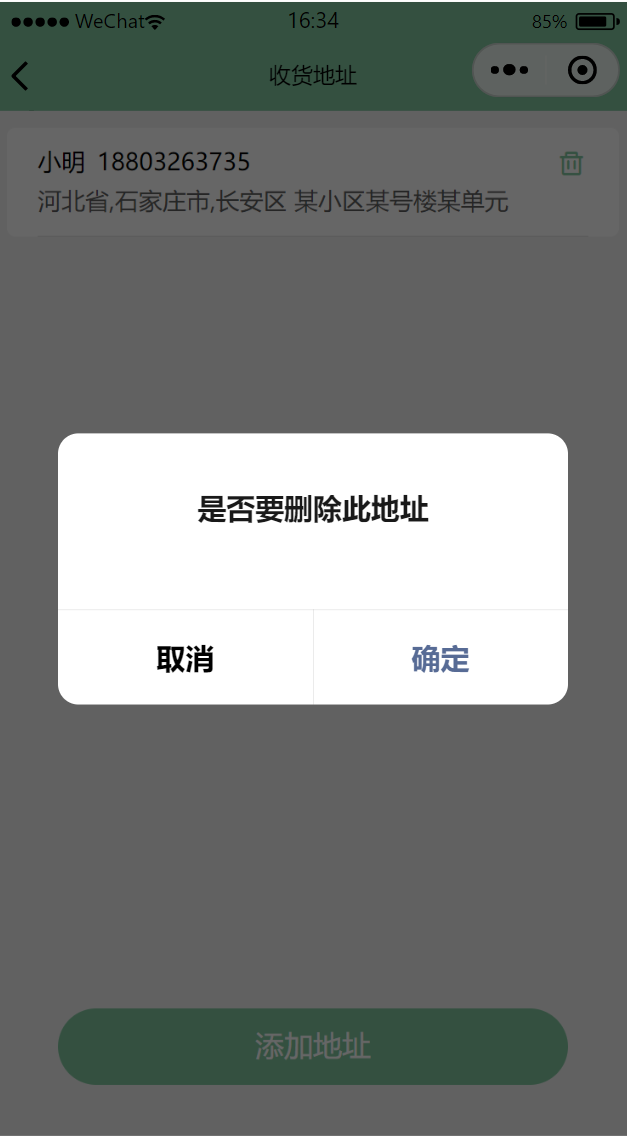 WeChat 16:34 85%
收货地址
小明 18803263735
河北省,石家庄市,长安区 某小区某号楼某单元
是否要删除此地址
取消 确定
添加地址